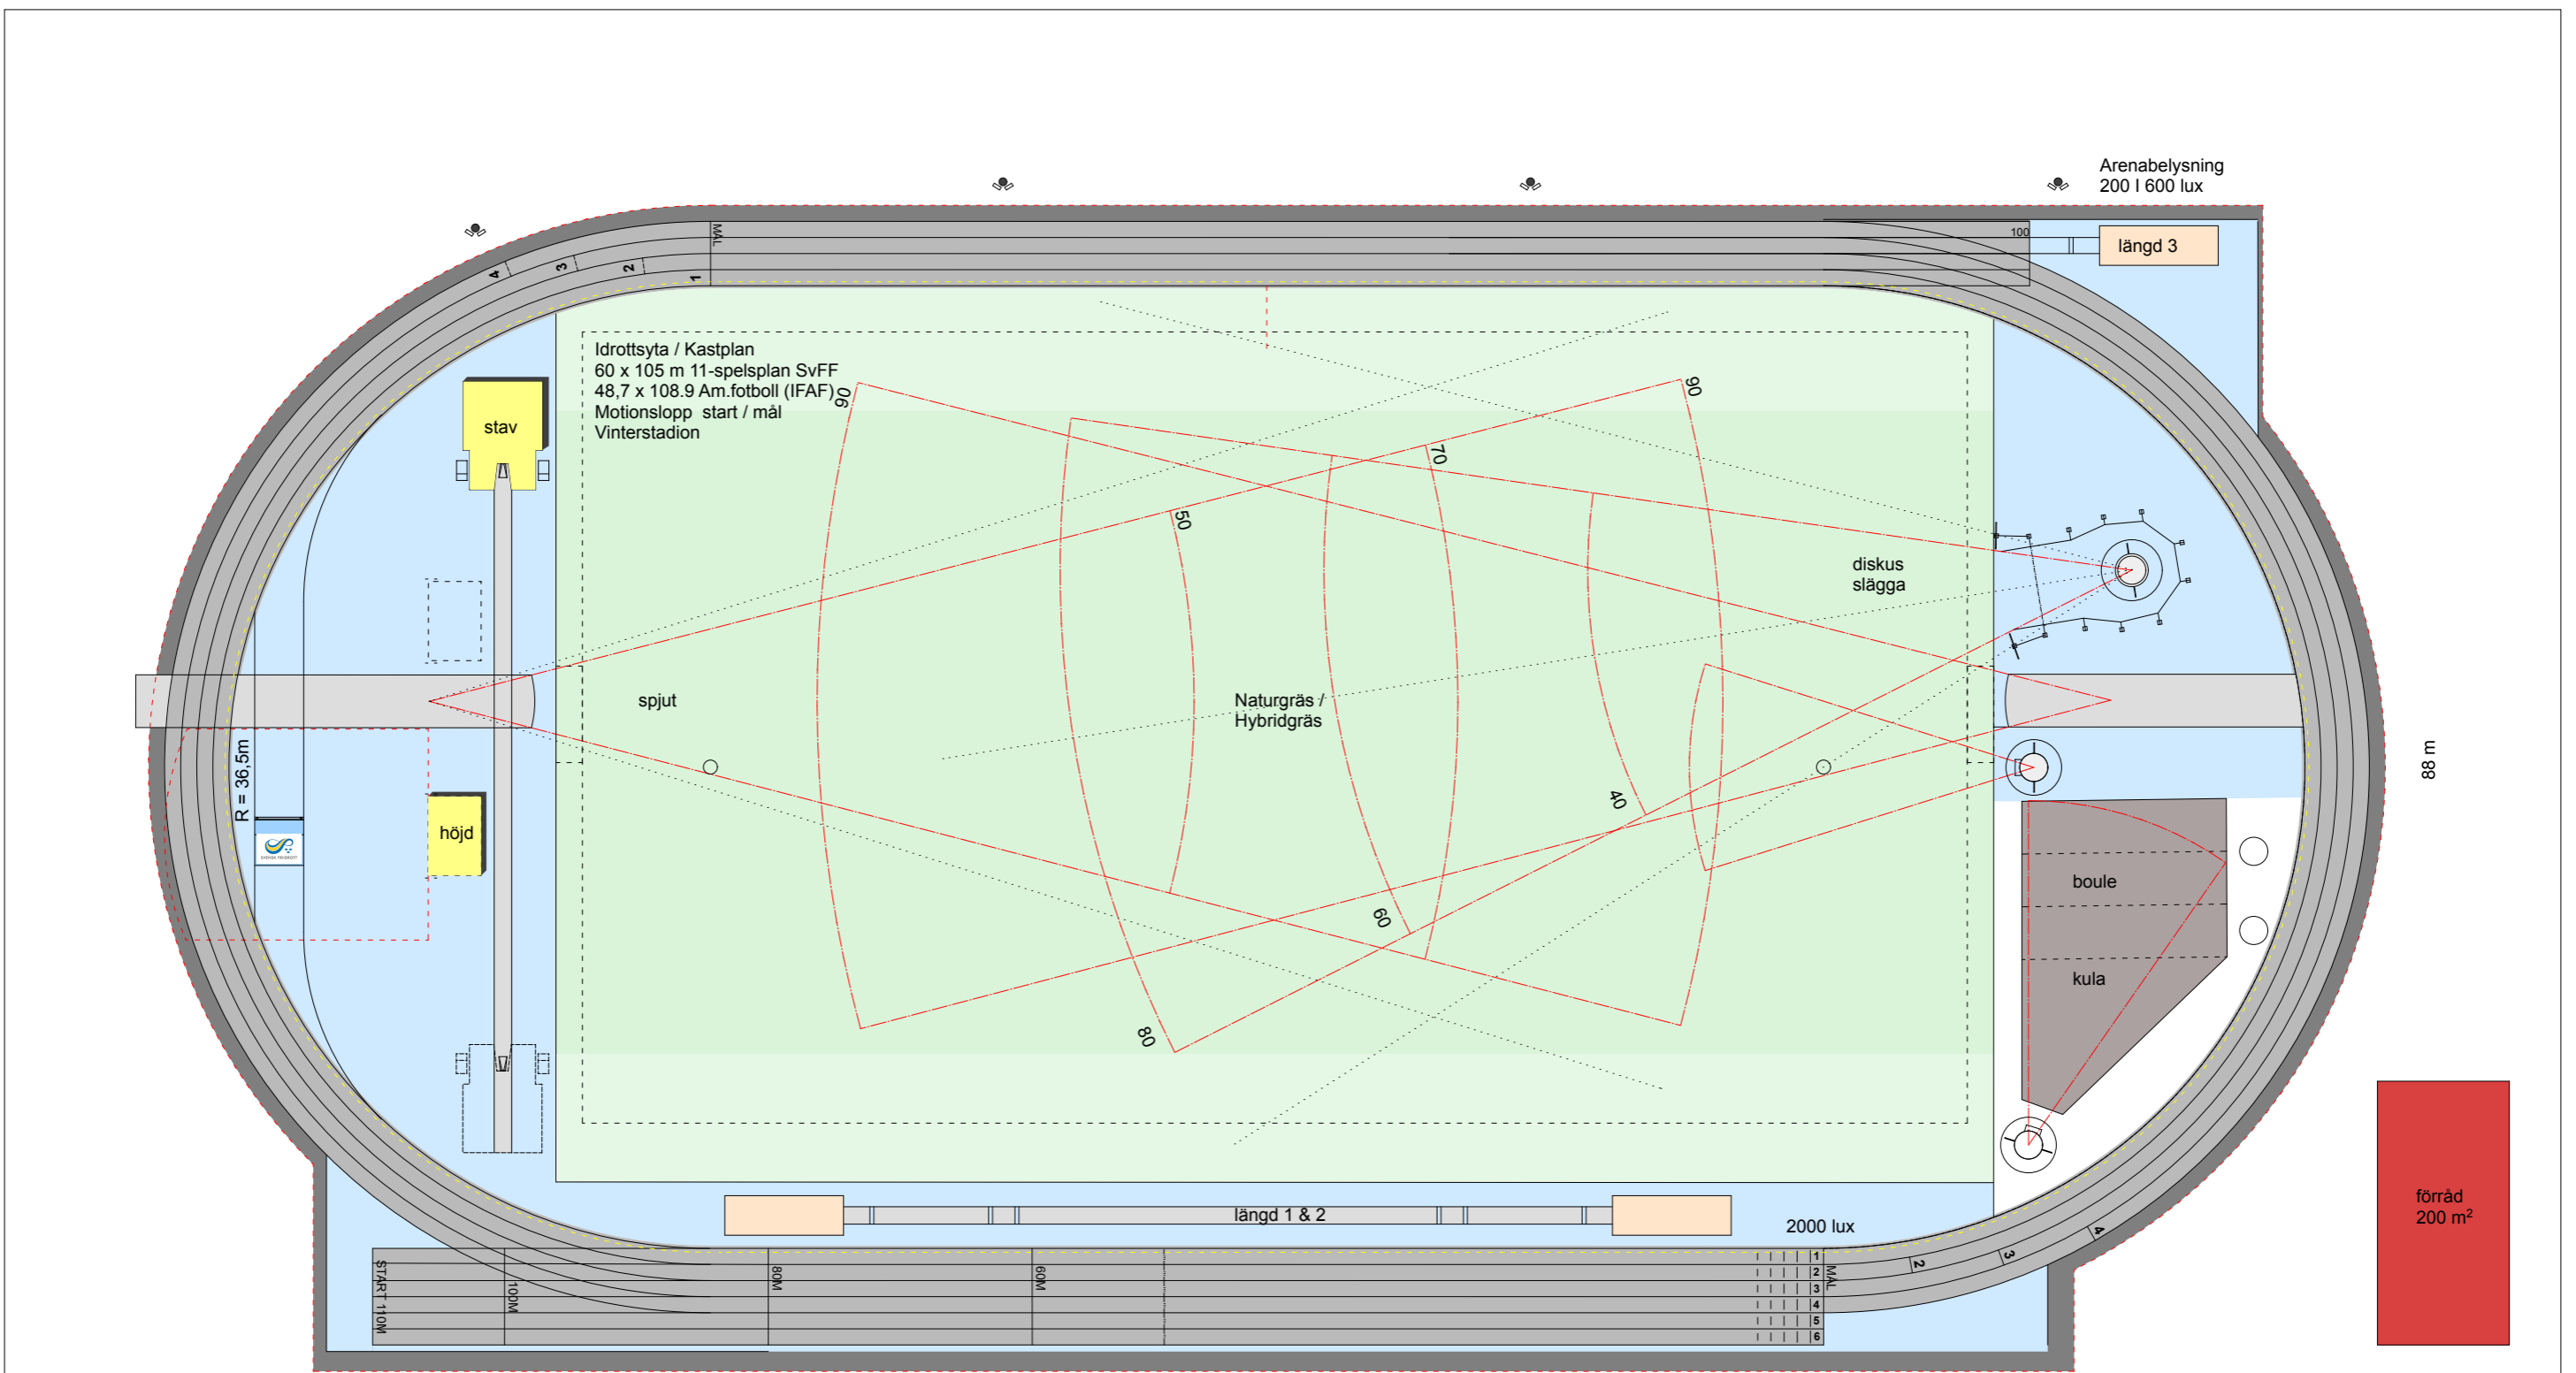 Arenabelysning
200 I 600 lux
MÅL
100
längd 3
4
3
2
1
Idrottsyta / Kastplan
60 x 105 m 11-spelsplan SvFF
48,7 x 108.9 Am.fotboll (IFAF)
Motionslopp start / mål
Vinterstadion
90
90
stav
70
50
diskus
slägga
spjut
Naturgräs /
Hybridgräs
R = 36,5m
88 m
höjd
SVENSK FRIIDROTT
40
boule
60
kula
80
förråd
200 m²
längd 1 & 2
2000 lux
4
3
2
START 110M
100M
80M
60M
MÅL
1
2
3
4
5
6